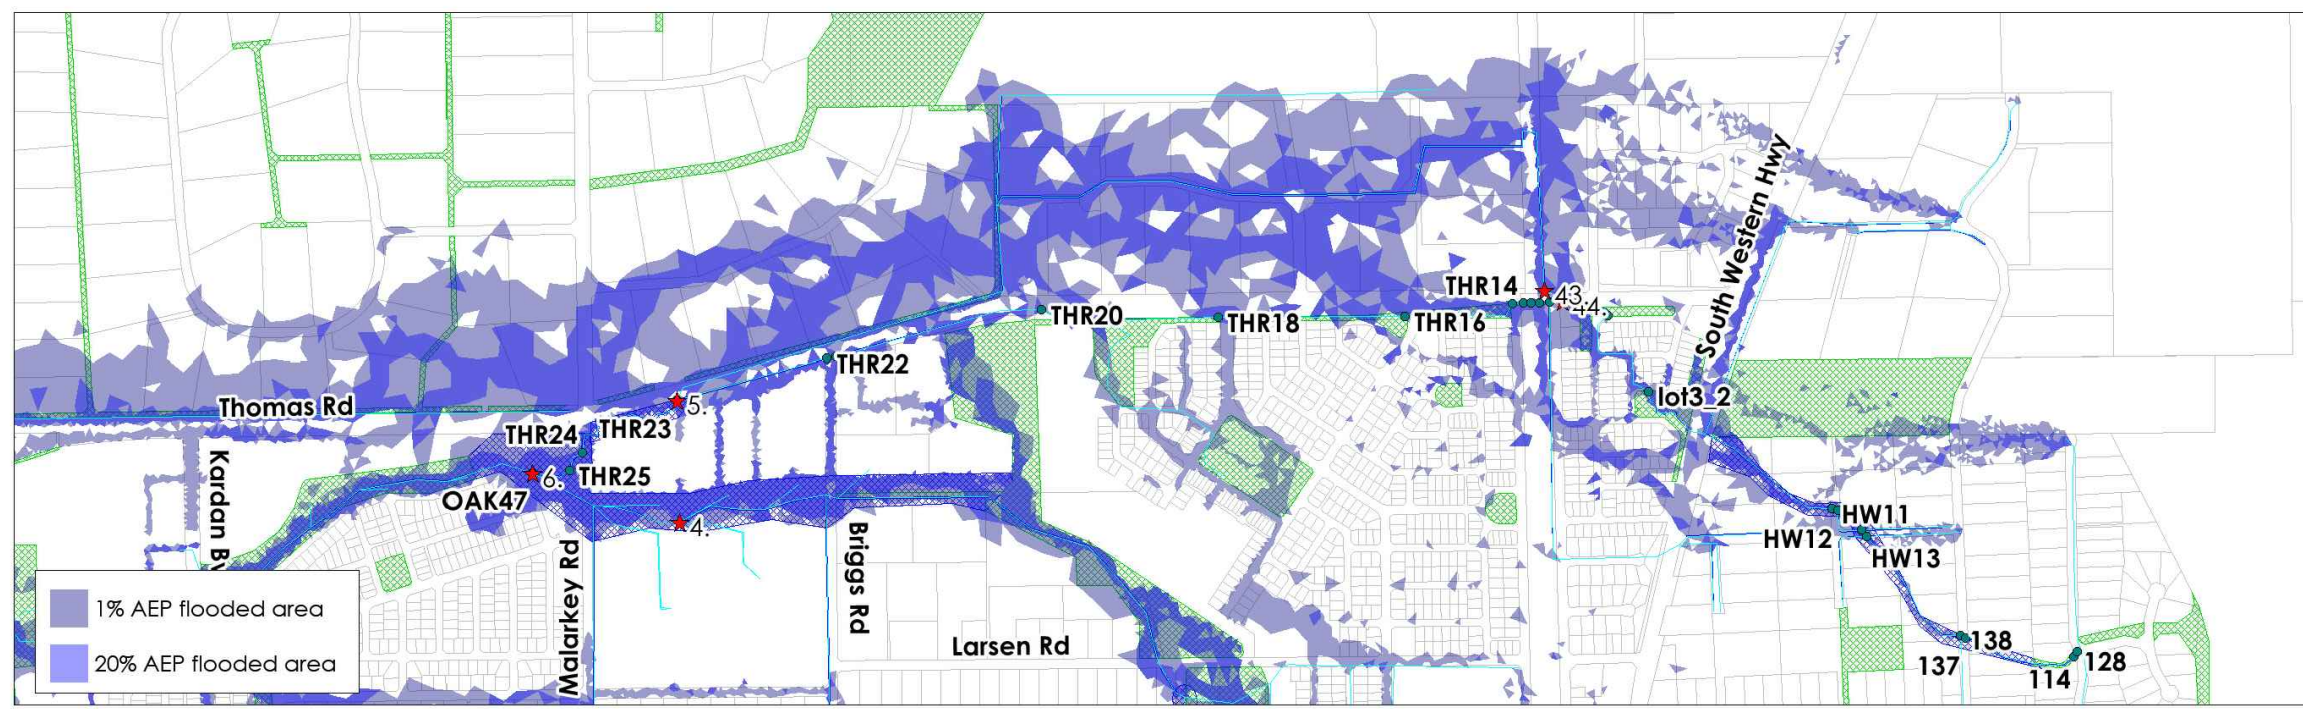 South Western Hwy
THR14
43.
44.
THR20
THR18
THR16
THR22
lot3_2
5.
Thomas Rd
THR24
THR23
THR25
6.
OAK47
4.
Kardan
Malarkey Rd
Briggs Rd
Larsen Rd
HW11
HW12
HW13
138
137
128
114
1% AEP flooded area
20% AEP flooded area